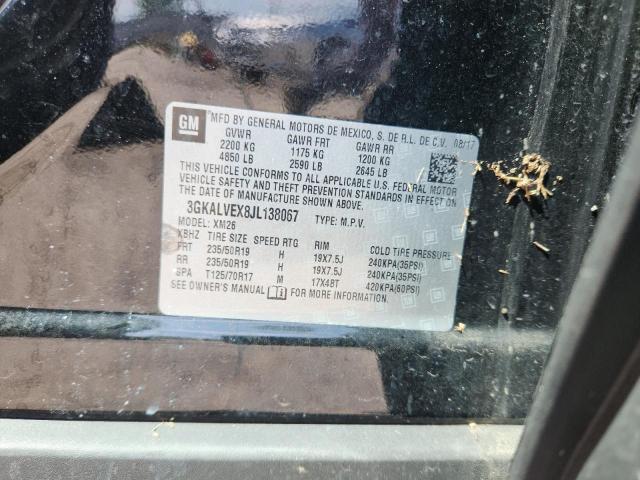 GM
MFD BY GENERAL MOTORS DE MEXICO, S. DE R.L. DE C.V. 08/17
GVWR GAWR FRT GAWR RR
2200 KG 1175 KG 1200 KG
4850 LB 2590 LB 2645 LB
THIS VEHICLE CONFORMS TO ALL APPLICABLE U.S. FEDERAL MOTOR
VEHICLE SAFETY AND THEFT PREVENTION STANDARDS IN EFFECT ON
THE DATE OF MANUFACTURE SHOWN ABOVE.
3GKALVEX8JL138067 TYPE: M.P.V.
MODEL: XM26
XBHZ TIRE SIZE SPEED RTG RIM COLD TIRE PRESSURE
FRT 235/50R19 H 19X7.5J 240KPA(35PSI)
RR 235/50R19 H 19X7.5J 240KPA(35PSI)
SPA T125/70R17 M 17X4BT 420KPA(60PSI)
SEE OWNER'S MANUAL FOR MORE INFORMATION.